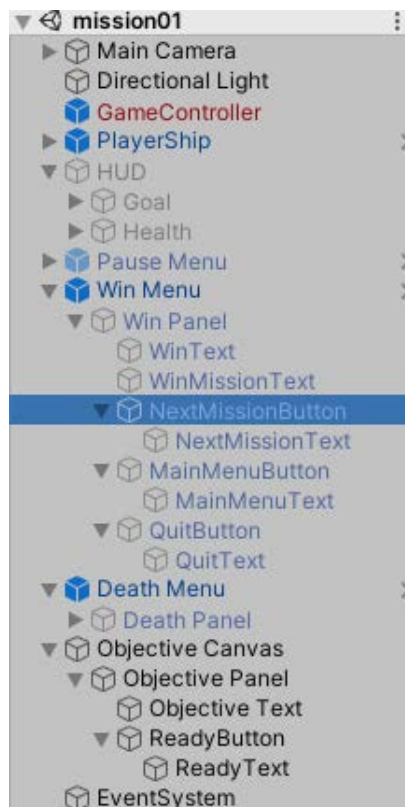 mission01
Main Camera
Directional Light
GameController
PlayerShip
HUD
Goal
Health
Pause Menu
Win Menu
Win Panel
WinText
WinMissionText
NextMissionButton
NextMissionText
MainMenuButton
MainMenuText
QuitButton
QuitText
Death Menu
Death Panel
Objective Canvas
Objective Panel
Objective Text
ReadyButton
ReadyText
EventSystem